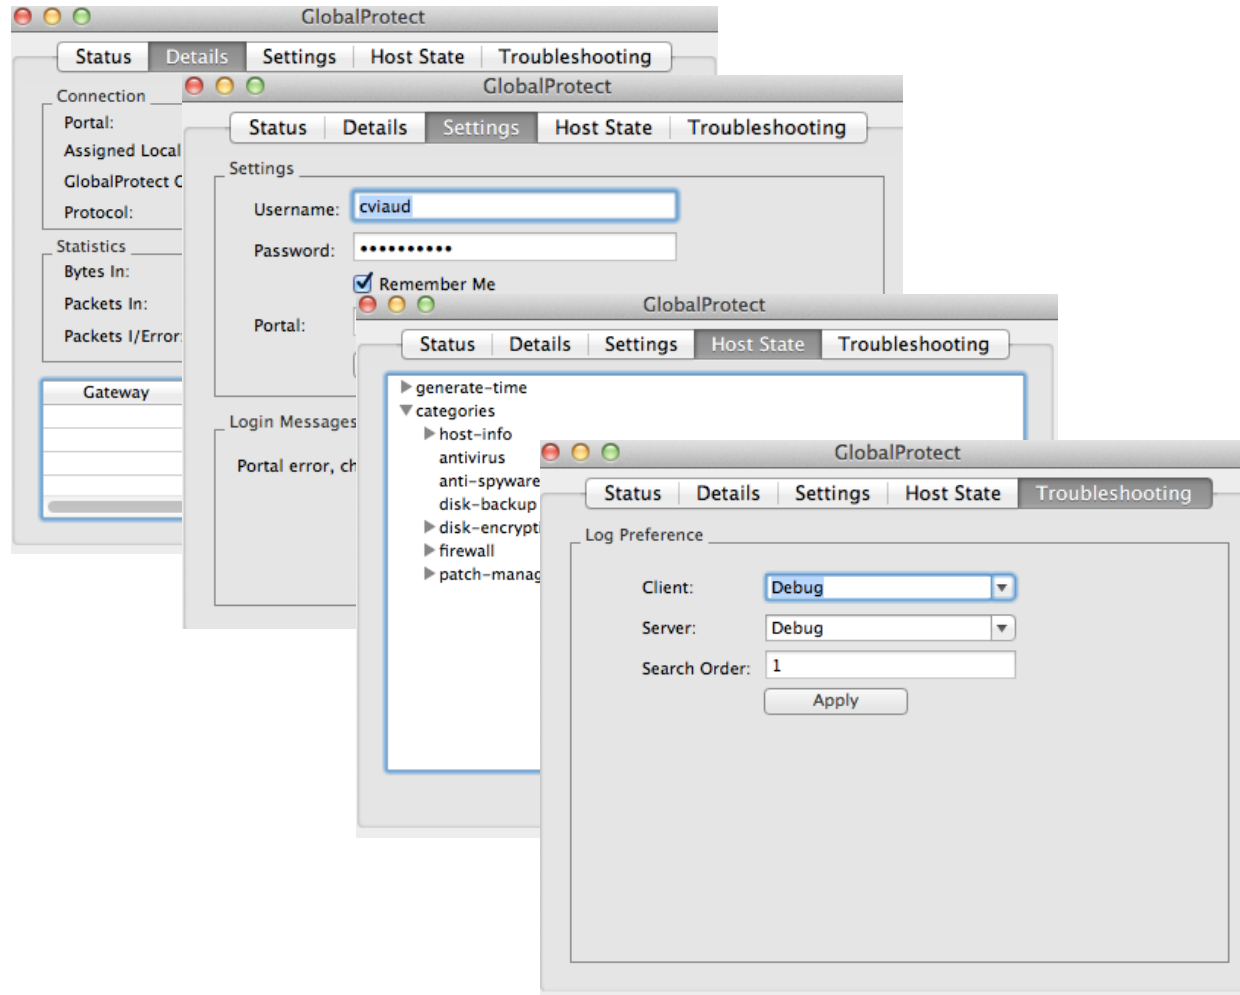 GlobalProtect
Status Details Settings Host State Troubleshooting
Connection
Portal:
Assigned Local
GlobalProtect
Protocol:
Statistics
Bytes In:
Packets In:
Packets I/Error:
Gateway
GlobalProtect
Status Details Settings Host State Troubleshooting
Settings
Username: cviaud
Password: ••••••••••
Remember Me
Portal:
Login Messages
Portal error,
GlobalProtect
Status Details Settings Host State Troubleshooting
generate-time
categories
host-info
antivirus
anti-spyware
disk-backup
disk-encrypti
firewall
patch-manag
GlobalProtect
Status Details Settings Host State Troubleshooting
Log Preference
Client: Debug
Server: Debug
Search Order: 1
Apply